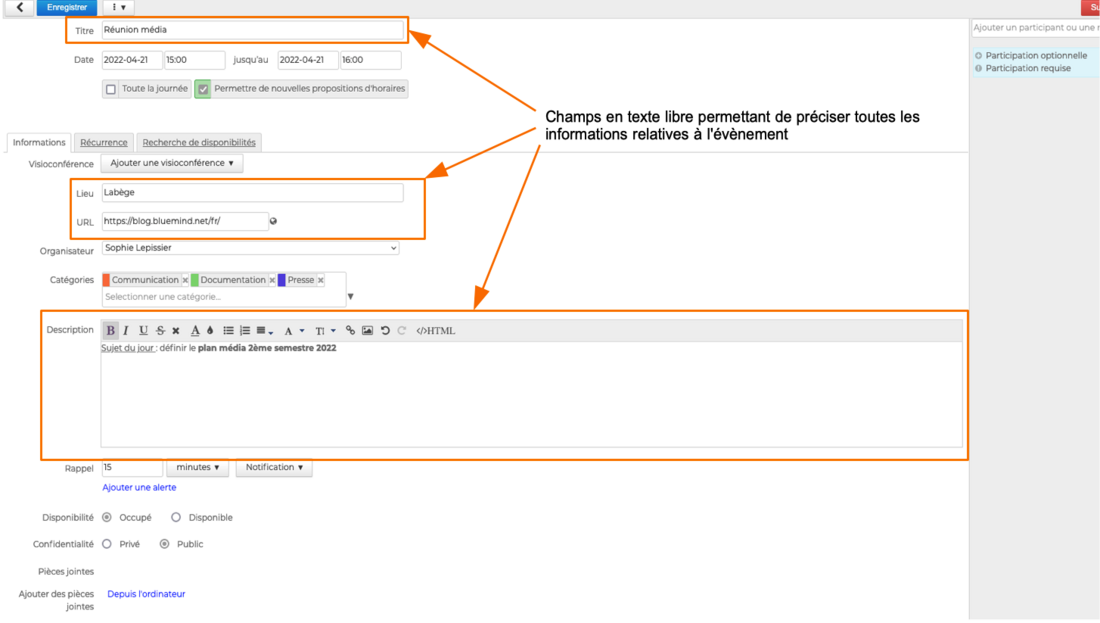 Enregistrer
Titre Réunion média
Date 2022-04-21 15:00 jusqu'au 2022-04-21 16:00
Toute la journée Permettre de nouvelles propositions d'horaires
Champs en texte libre permettant de préciser toutes les
informations relatives à l'évènement
Informations Récurrence Recherche de disponibilités
Visioconférence Ajouter une visioconférence
Lieu Labège
URL https://blog.bluemind.net/fr/
Organisateur Sophie Lepissier
Catégories Communication x Documentation x Presse x
Selectionner une catégorie...
Description B I U S x A A TI </>HTML
Sujet du jour : définir le plan média 2ème semestre 2022
Rappel 15 minutes Notification
Ajouter une alerte
Disponibilité Occupé Disponible
Confidentialité Privé Public
Pièces jointes
Ajouter des pièces Depuis l'ordinateur
jointes
Su
Ajouter un participant ou une r
Participation optionnelle
Participation requise